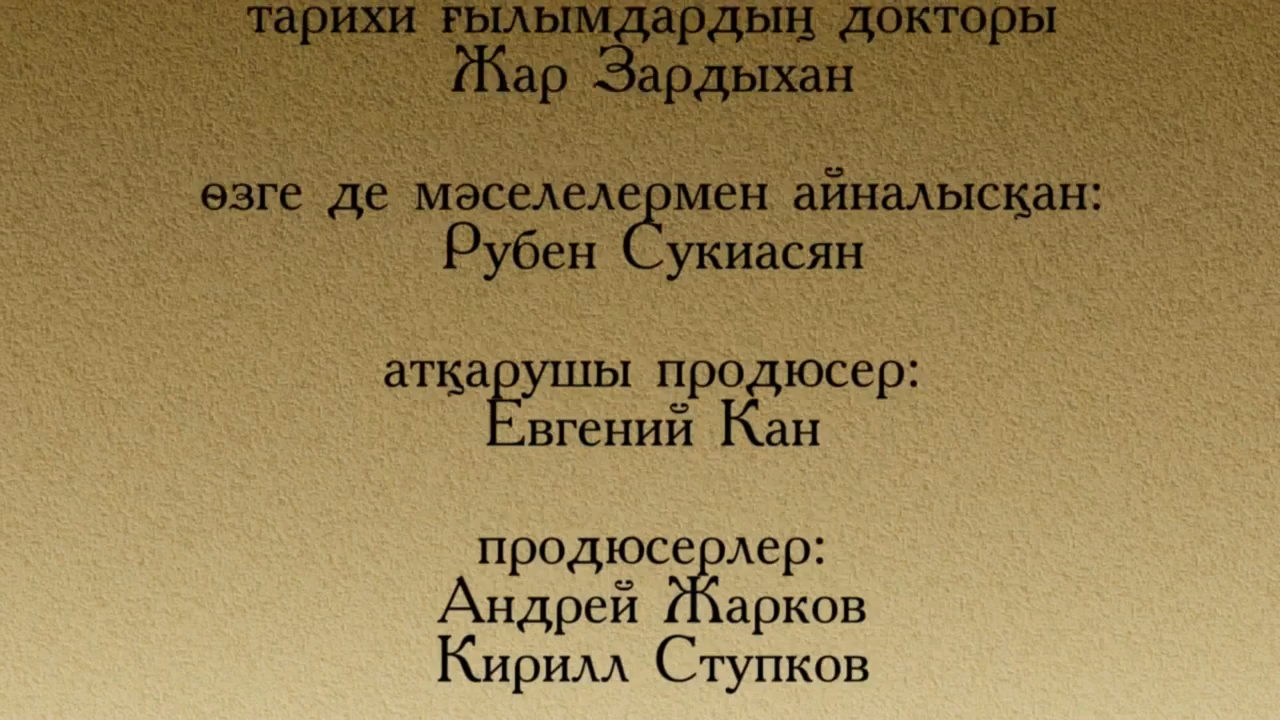 тарихи ғылымдардың докторы
Жар Зардыхан
өзге де мәселелермен айналысқан:
Рубен Сукиасян
атқарушы продюсер:
Евгений Кан
продюсерлер:
Андрей Жарков
Кирилл Ступков